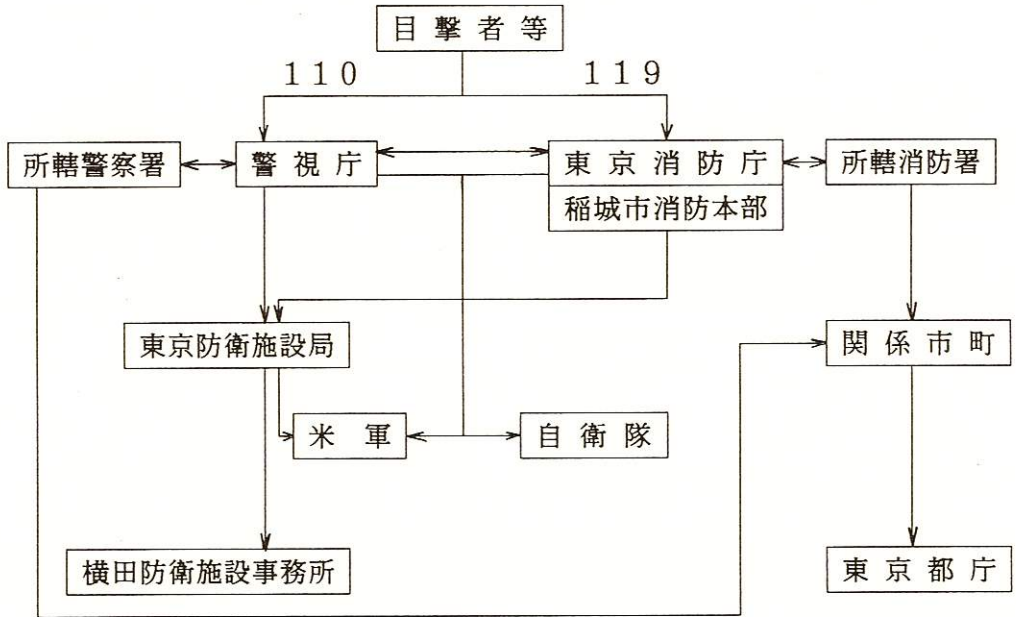 目撃者等
110
119
所轄警察署
警視庁
東京消防庁
所轄消防署
稲城市消防本部
東京防衛施設局
関係市町
米軍
自衛隊
横田防衛施設事務所
東京都庁